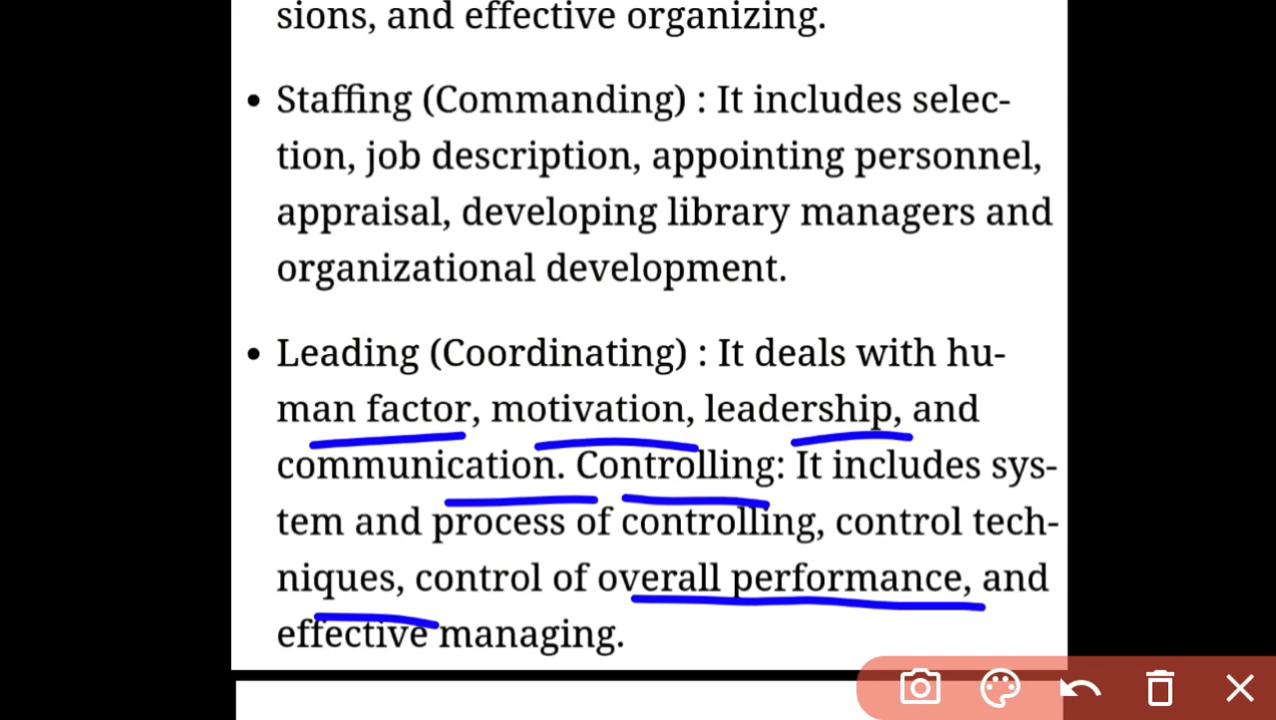 sions, and effective organizing.
• Staffing (Commanding) : It includes selec-
tion, job description, appointing personnel,
appraisal, developing library managers and
organizational development.
• Leading (Coordinating) : It deals with hu-
man factor, motivation, leadership, and
communication. Controlling: It includes sys-
tem and process of controlling, control tech-
niques, control of overall performance, and
effective managing.